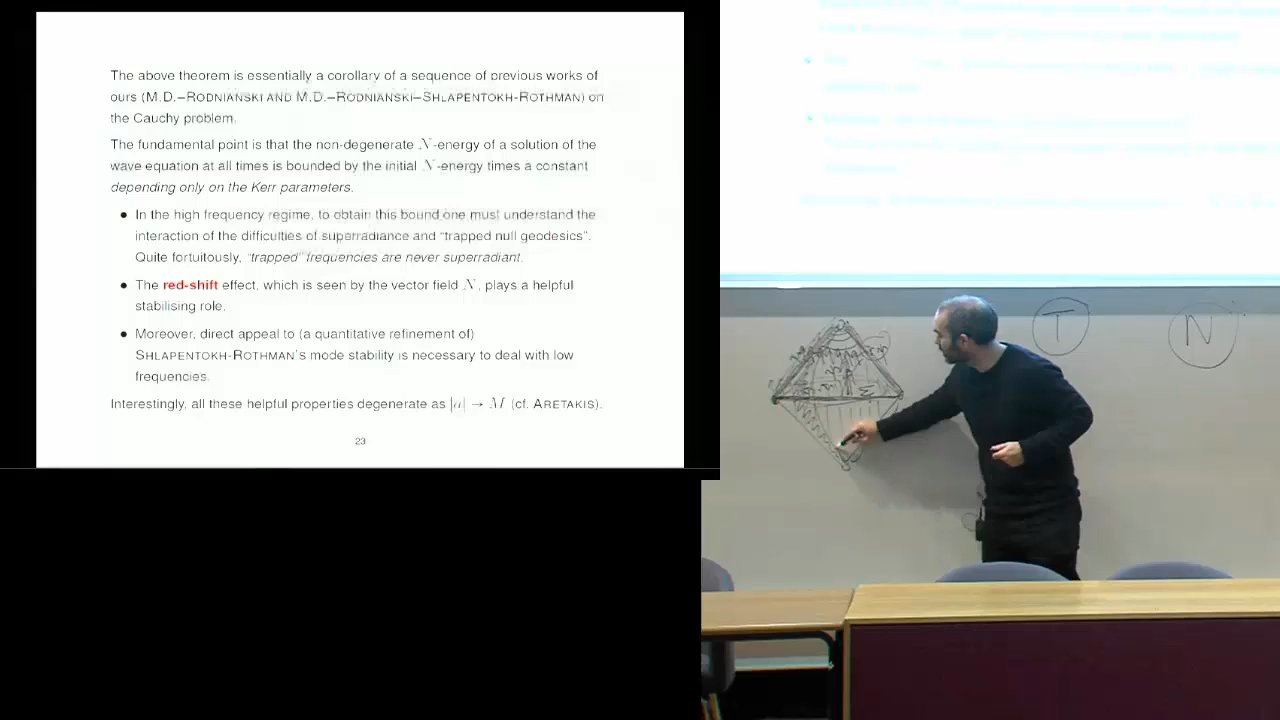 The above theorem is essentially a corollary of a sequence of previous works of
ours (M.D.–RODNIANSKI AND M.D.–RODNIANSKI–SHLAPENTOKH-ROTHMAN) on
the Cauchy problem.
The fundamental point is that the non-degenerate N-energy of a solution of the
wave equation at all times is bounded by the initial N-energy times a constant
depending only on the Kerr parameters.
• In the high frequency regime, to obtain this bound one must understand the
interaction of the difficulties of superradiance and “trapped null geodesics”.
Quite fortuitously, “trapped” frequencies are never superradiant.
• The red-shift effect, which is seen by the vector field N, plays a helpful
stabilising role.
• Moreover, direct appeal to (a quantitative refinement of)
SHLAPENTOKH-ROTHMAN’s mode stability is necessary to deal with low
frequencies.
Interestingly, all these helpful properties degenerate as |a| → M (cf. ARETAKIS).
23
T
N
Σ